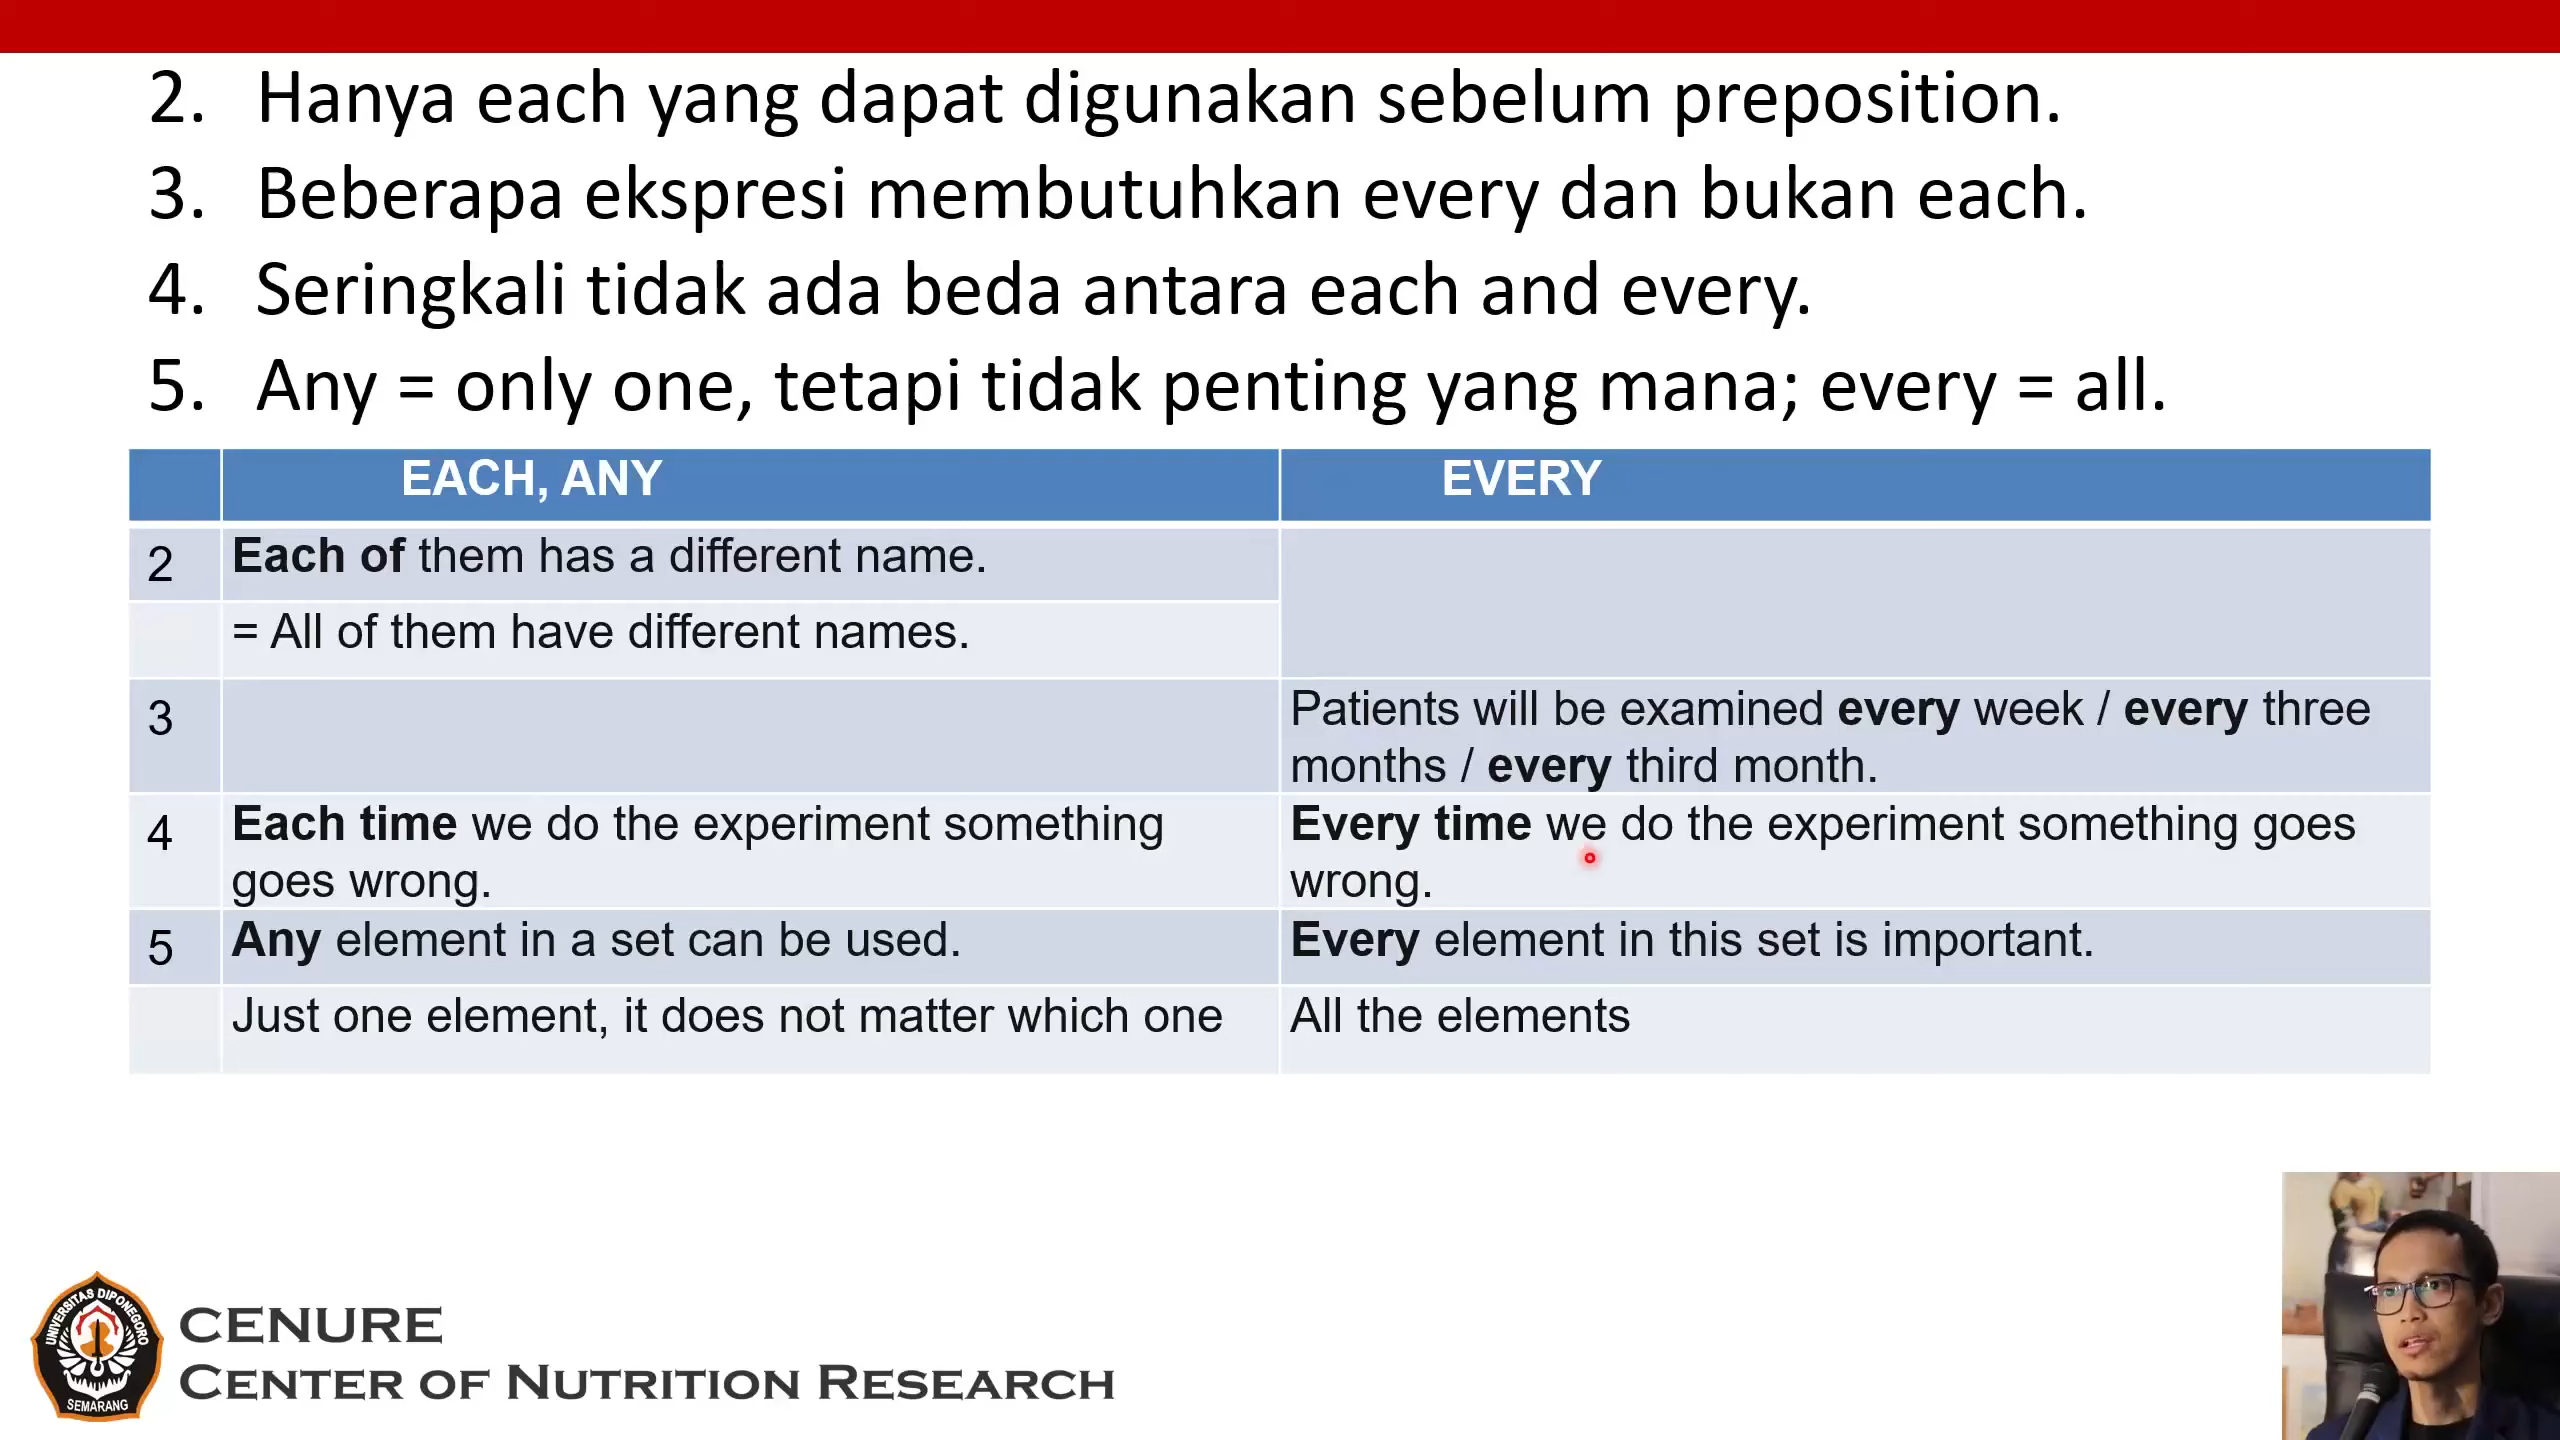 2. Hanya each yang dapat digunakan sebelum preposition.
3. Beberapa ekspresi membutuhkan every dan bukan each.
4. Seringkali tidak ada beda antara each and every.
5. Any = only one, tetapi tidak penting yang mana; every = all.
EACH, ANY
EVERY
2
Each of them has a different name.
= All of them have different names.
3
Patients will be examined every week / every three
months / every third month.
4
Each time we do the experiment something
goes wrong.
Every time we do the experiment something goes
wrong.
5
Any element in a set can be used.
Every element in this set is important.
Just one element, it does not matter which one
All the elements
UNIVERSITAS DIPONEGORO
SEMARANG
CENURE
CENTER OF NUTRITION RESEARCH